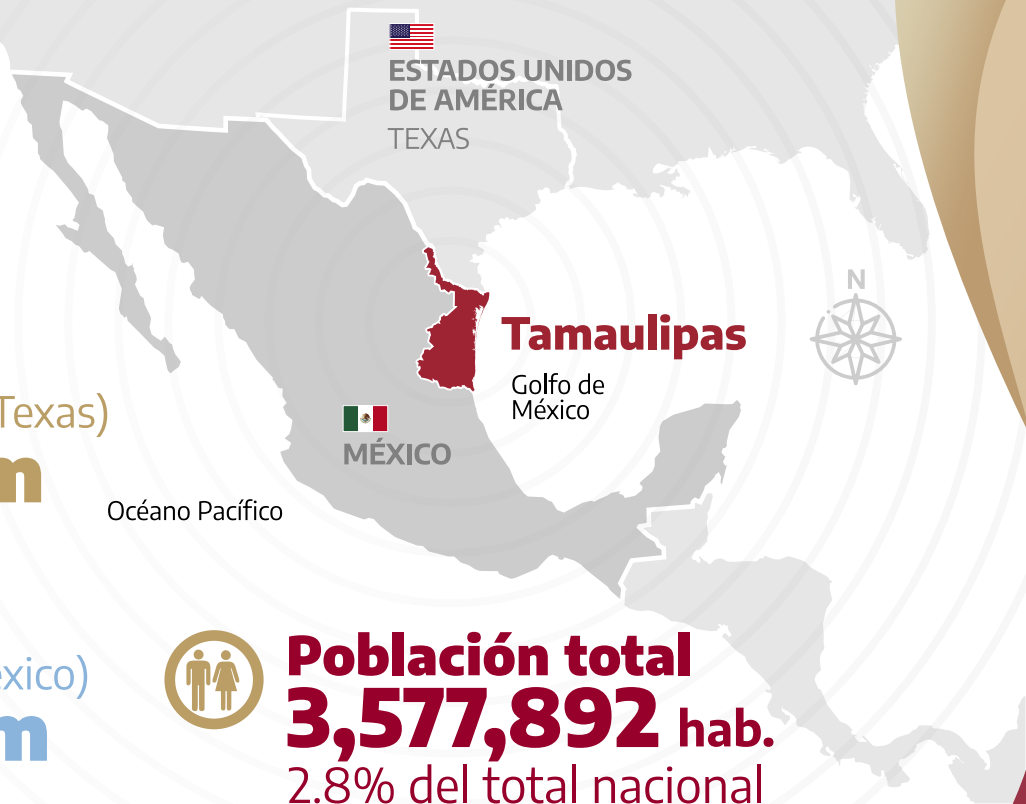 ESTADOS UNIDOS
DE AMÉRICA
TEXAS
N
Tamaulipas
Golfo de
México
Texas)
m
MÉXICO
Océano Pacífico
éxico)
m
Población total
3,577,892 hab.
2.8% del total nacional